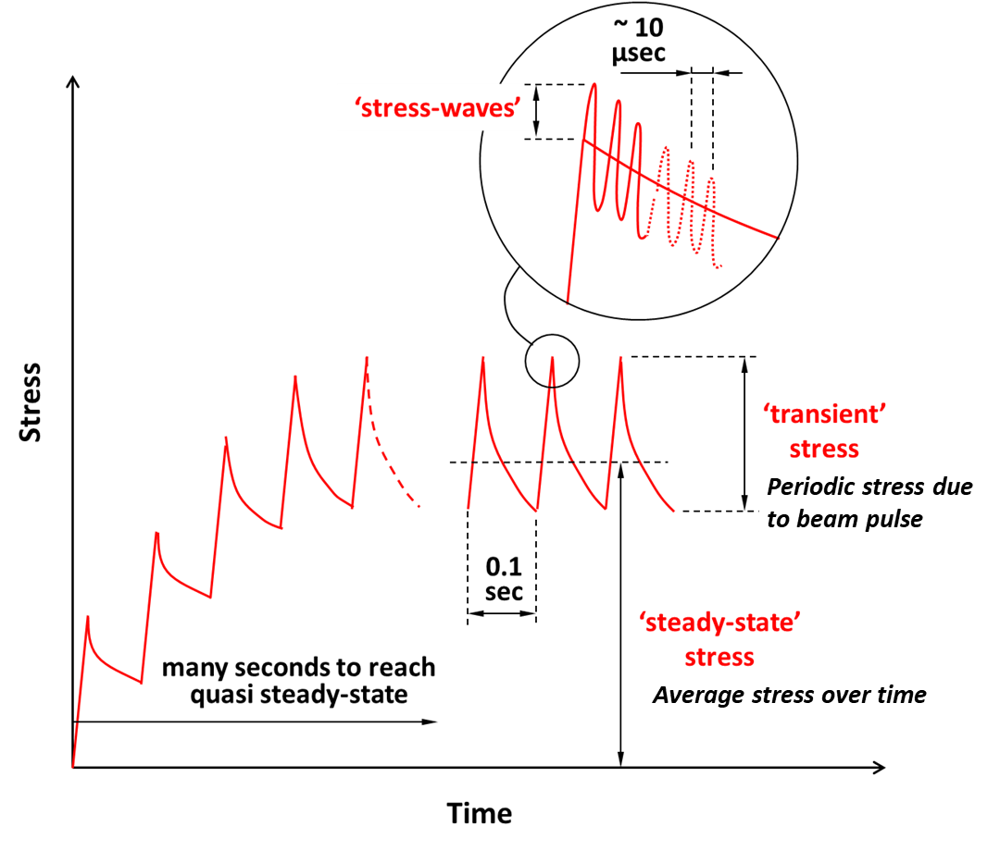 ~ 10
μsec
‘stress-waves’
Stress
‘transient’
stress
Periodic stress due
to beam pulse
0.1
sec
‘steady-state’
stress
Average stress over time
many seconds to reach
quasi steady-state
Time